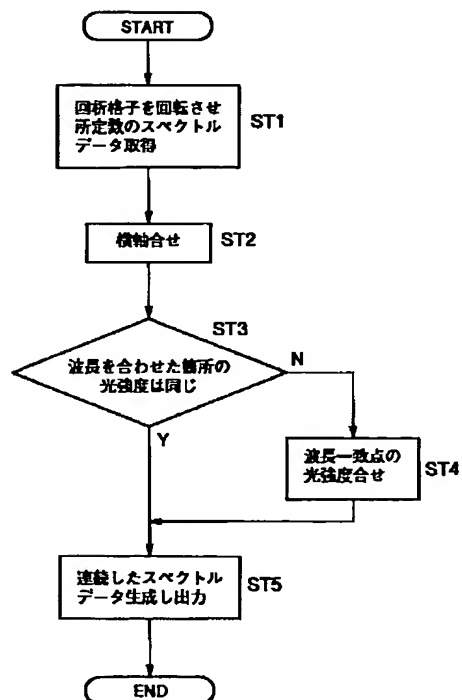 START
回折格子を回転させ
所定数のスペクトル
データ取得
ST1
横軸合せ
ST2
ST3
波長を合わせた箇所の
光強度は同じ
N
Y
波長一致点の
光強度合せ
ST4
連続したスペクトル
データ生成し出力
ST5
END